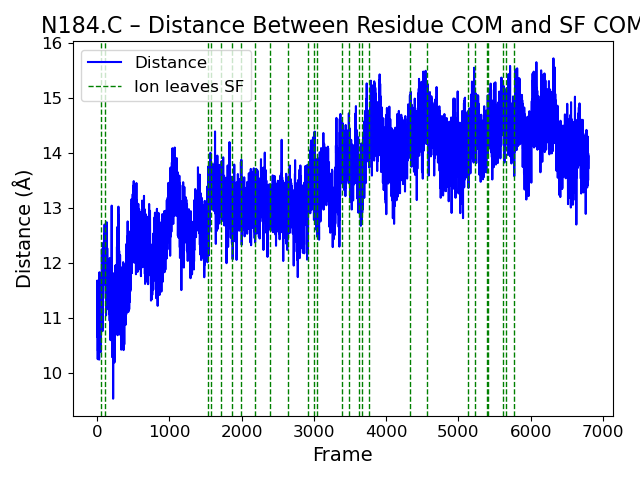 N184.C – Distance Between Residue COM and SF COM
Distance
Ion leaves SF
Distance (Å)
16
15
14
13
12
11
10
0 1000 2000 3000 4000 5000 6000 7000
Frame